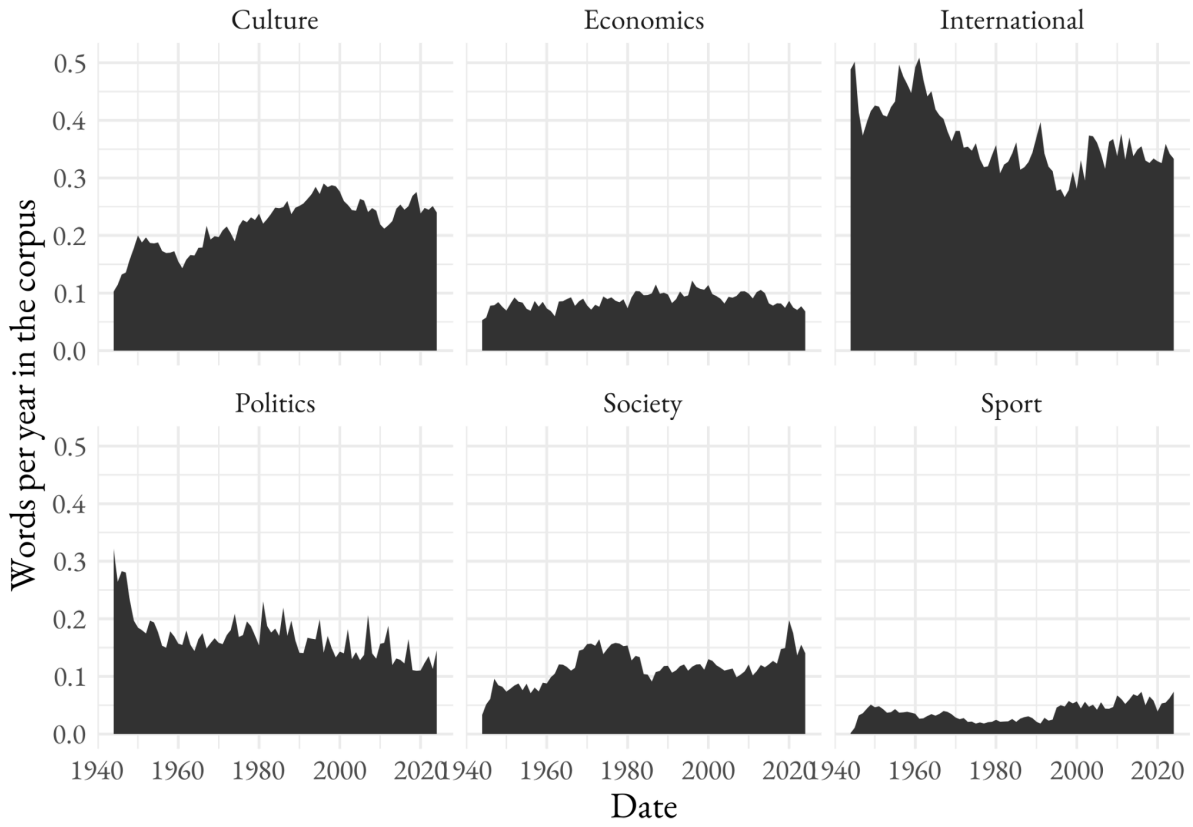 Culture
Economics
International
Words per year in the corpus
0.5
0.4
0.3
0.2
0.1
0.0
Politics
Society
Sport
0.5
0.4
0.3
0.2
0.1
0.0
1940 1960 1980 2000 2020
1940 1960 1980 2000 2020
1940 1960 1980 2000 2020
Date